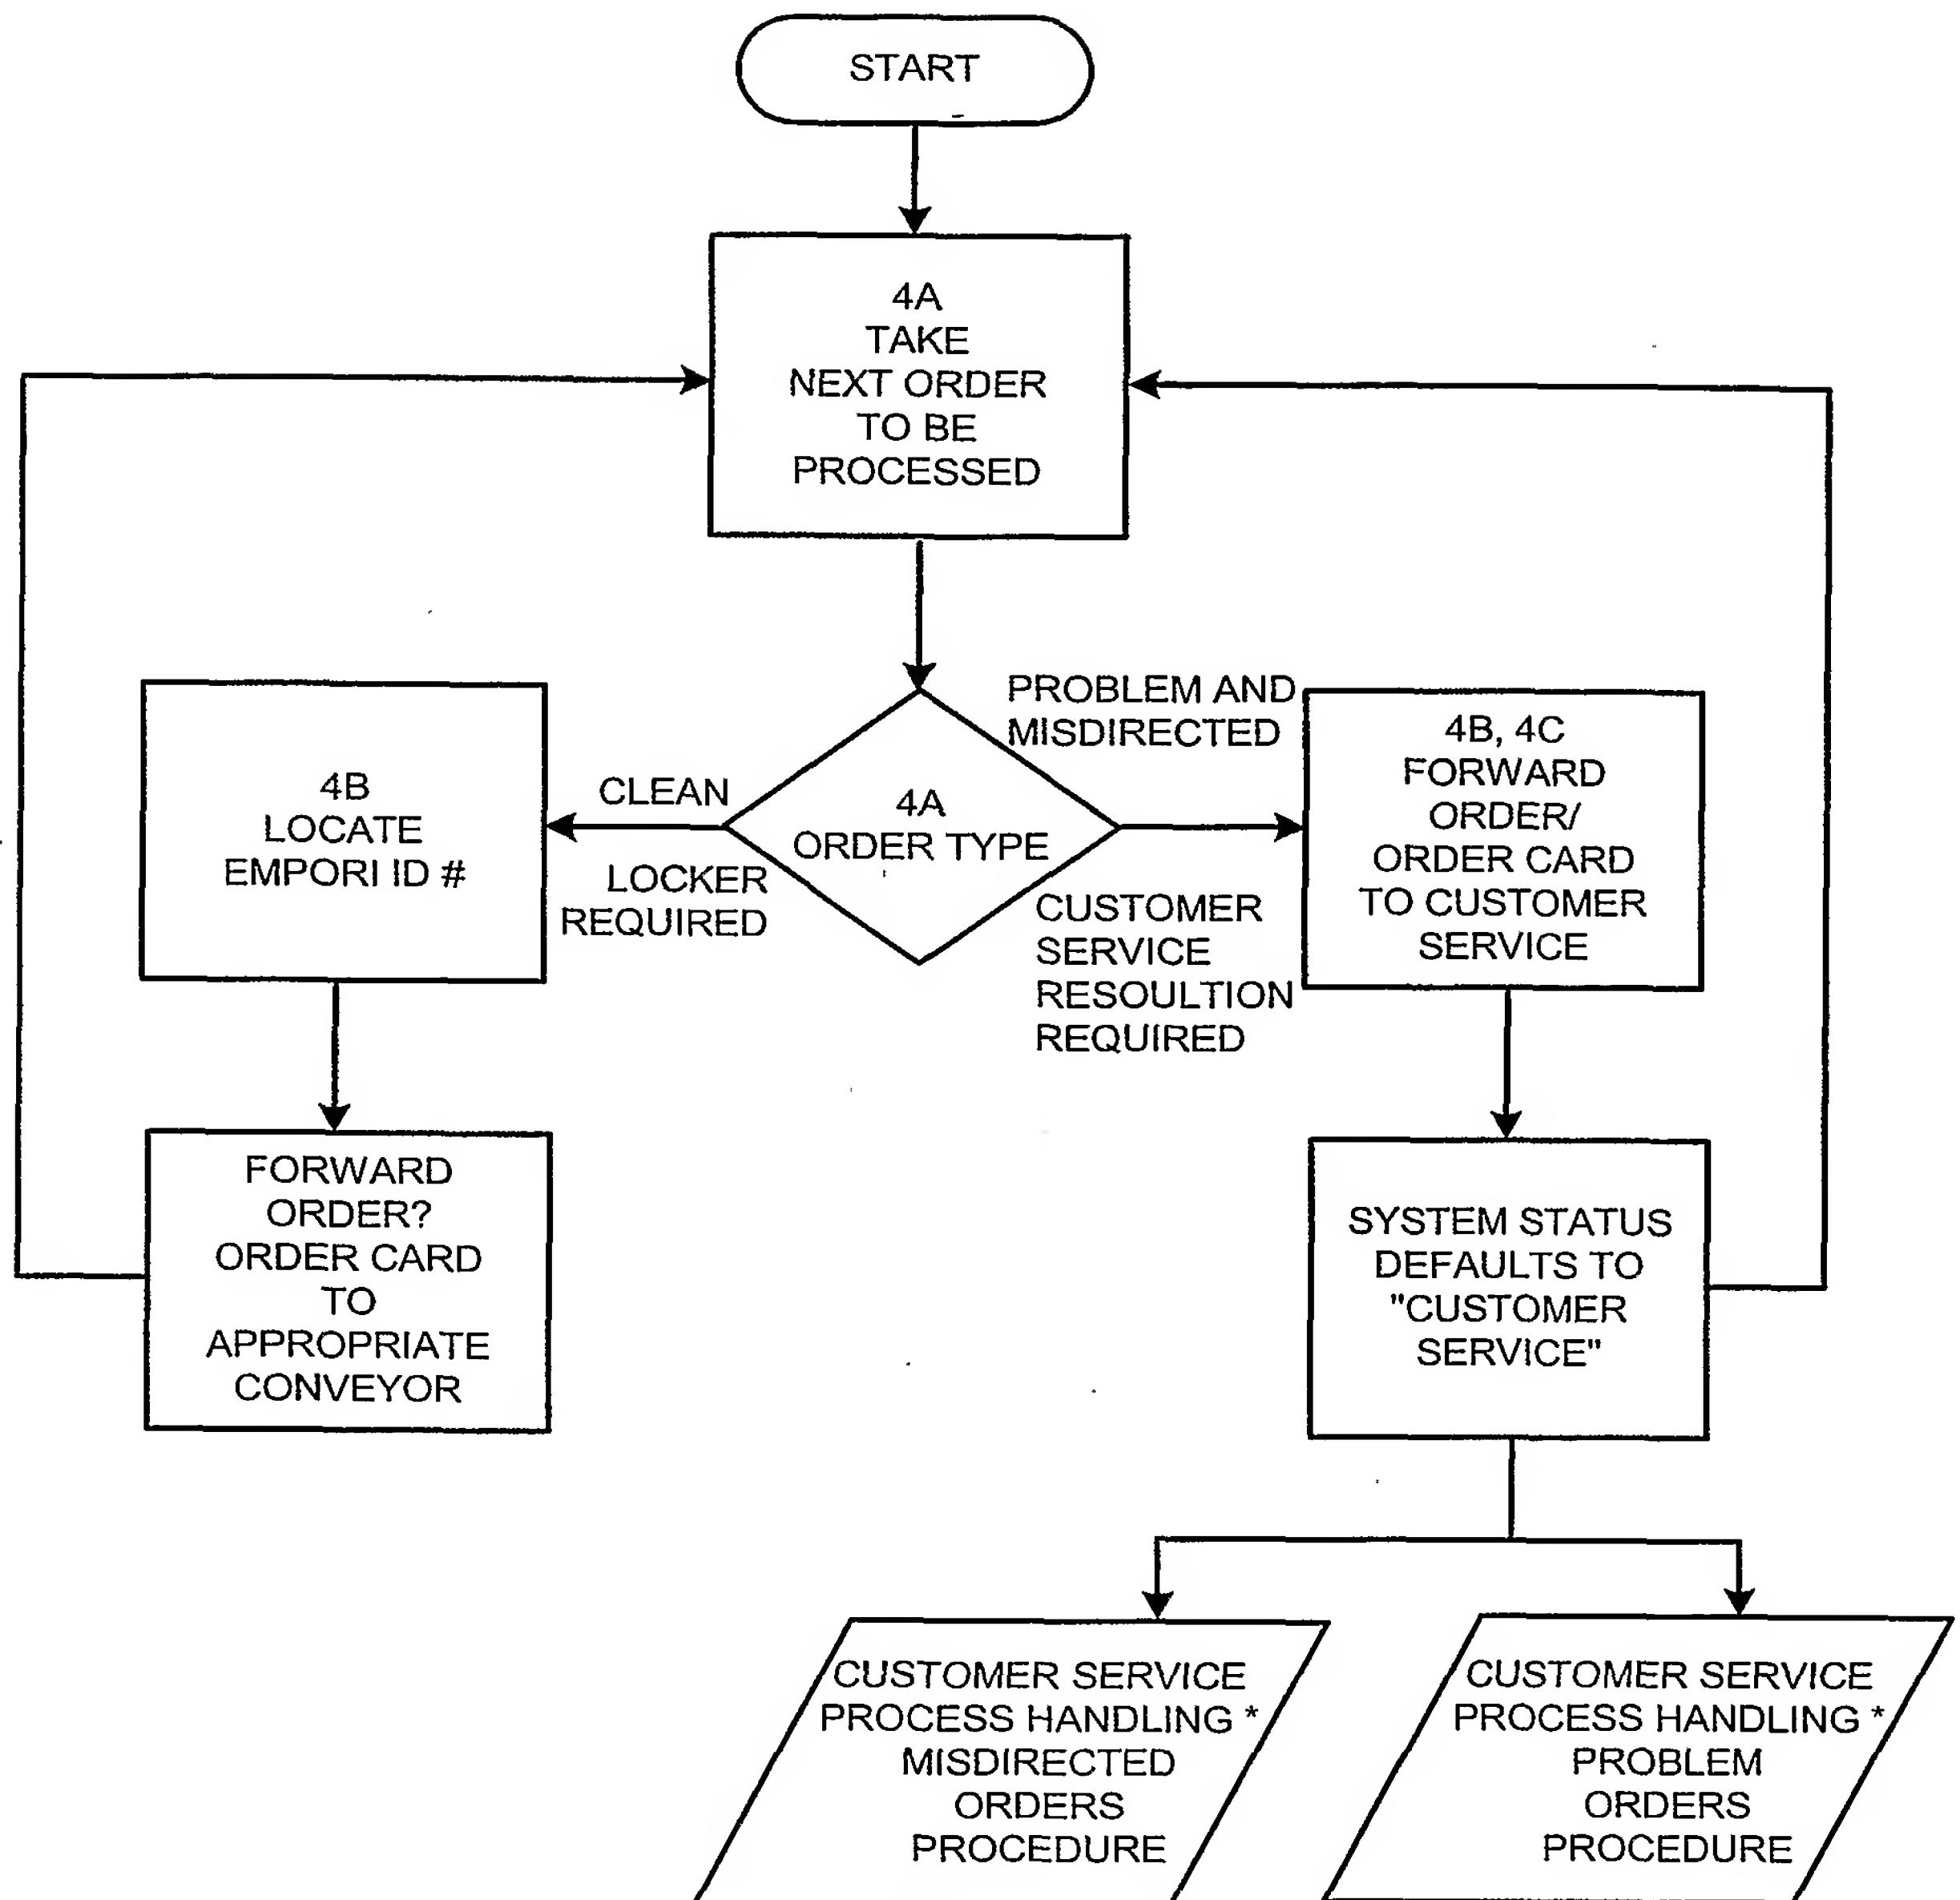 START
4A
TAKE
NEXT ORDER
TO BE
PROCESSED
4B
LOCATE
EMPORI ID #
CLEAN
LOCKER
REQUIRED
4A
ORDER TYPE
PROBLEM AND
MISDIRECTED
CUSTOMER
SERVICE
RESOULTION
REQUIRED
4B, 4C
FORWARD
ORDER/
ORDER CARD
TO CUSTOMER
SERVICE
FORWARD
ORDER?
ORDER CARD
TO
APPROPRIATE
CONVEYOR
SYSTEM STATUS
DEFAULTS TO
"CUSTOMER
SERVICE"
CUSTOMER SERVICE
PROCESS HANDLING *
MISDIRECTED
ORDERS
PROCEDURE
CUSTOMER SERVICE
PROCESS HANDLING *
PROBLEM
ORDERS
PROCEDURE